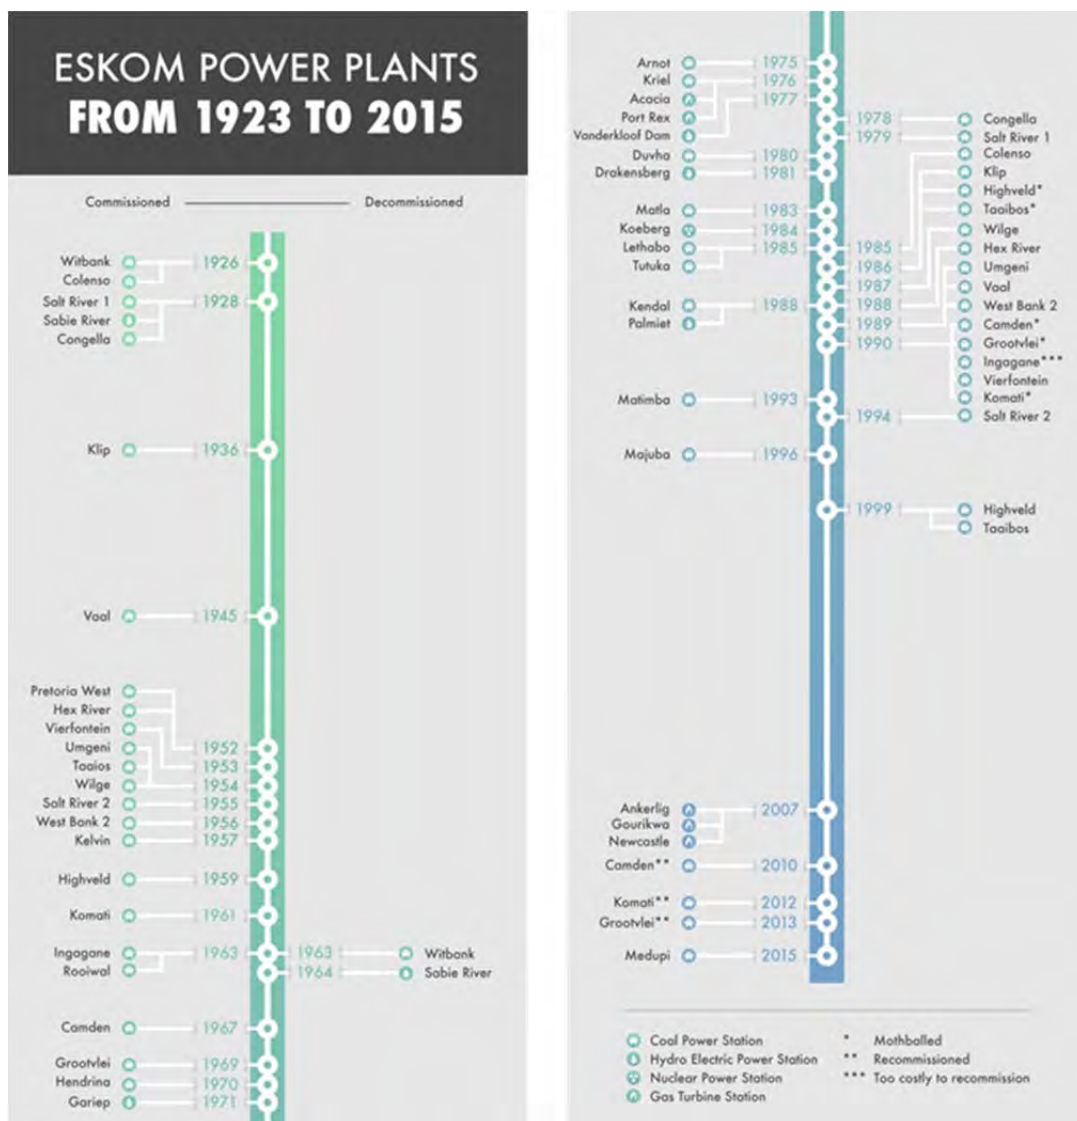 ESKOM POWER PLANTS
FROM 1923 TO 2015
Commissioned Decommissioned
Witbank 1926
Colenso
Salt River 1 1928
Sabie River
Congella
Klip 1936
Vaal 1945
Pretoria West
Hex River
Vierfontein
Umgeni 1952
Taaios 1953
Wilge 1954
Salt River 2 1955
West Bank 2 1956
Kelvin 1957
Highveld 1959
Komati 1961
Ingagane 1963 1963 Witbank
Rooiwal 1964 Sabie River
Camden 1967
Grootvlei 1969
Hendrina 1970
Gariep 1971
Arnot 1975
Kriel 1976
Acacia 1977
Port Rex 1978 Congella
Vanderkloof Dam 1979 Salt River 1
Duvha 1980 Colenso
Drakensberg 1981 Klip
Highveld*
Matla 1983 Taaibos*
Koeberg 1984 Wilge
Lethabo 1985 1985 Hex River
Tutuka 1986 Umgeni
1987 Vaal
Kendal 1988 1988 West Bank 2
Palmiet 1989 Camden*
1990 Grootvlei*
Ingagane***
Vierfontein
Matimba 1993 Komati*
1994 Salt River 2
Majuba 1996
1999 Highveld
Taaibos
Ankerlig 2007
Gourikwa
Newcastle
Camden** 2010
Komati** 2012
Grootvlei** 2013
Medupi 2015
Coal Power Station * Mothballed
Hydro Electric Power Station ** Recommissioned
Nuclear Power Station *** Too costly to recommission
Gas Turbine Station